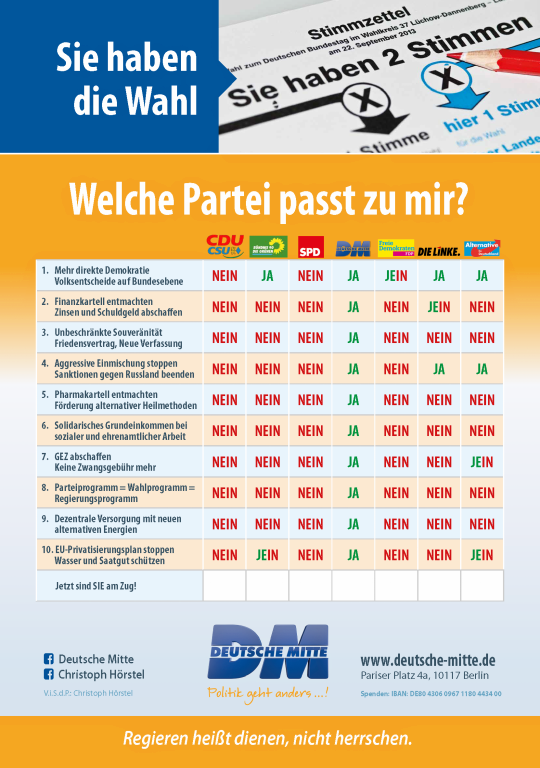 Sie haben
die Wahl
Stimmzettel
im Wahlkreis 37 Lüchow-Dannenberg –
zum Deutschen Bundestag
am 22. September 2013
Sie haben 2 Stimmen
X
X
hier 1 Stimm
für die Wahl
Stimme
Lande
Welche Partei passt zu mir?
CDU CSU BÜNDNIS 90 DIE GRÜNEN SPD DM Freie Demokraten FDP DIE LINKE. Alternative
1. Mehr direkte Demokratie
Volksentscheide auf Bundesebene
NEIN JA NEIN JA JEIN JA JA
2. Finanzkartell entmachten
Zinsen und Schuldgeld abschaffen
NEIN NEIN NEIN JA NEIN JEIN NEIN
3. Unbeschränkte Souveränität
Friedensvertrag, Neue Verfassung
NEIN NEIN NEIN JA NEIN NEIN NEIN
4. Aggressive Einmischung stoppen
Sanktionen gegen Russland beenden
NEIN NEIN NEIN JA NEIN JA JA
5. Pharmakartell entmachten
Förderung alternativer Heilmethoden
NEIN NEIN NEIN JA NEIN NEIN NEIN
6. Solidarisches Grundeinkommen bei
sozialer und ehrenamtlicher Arbeit
NEIN NEIN NEIN JA NEIN NEIN NEIN
7. GEZ abschaffen
Keine Zwangsgebühr mehr
NEIN NEIN NEIN JA NEIN NEIN JEIN
8. Parteiprogramm = Wahlprogramm =
Regierungsprogramm
NEIN NEIN NEIN JA NEIN NEIN NEIN
9. Dezentrale Versorgung mit neuen
alternativen Energien
NEIN NEIN NEIN JA NEIN NEIN NEIN
10. EU-Privatisierungsplan stoppen
Wasser und Saatgut schützen
NEIN JEIN NEIN JA NEIN NEIN JEIN
Jetzt sind SIE am Zug!
Deutsche Mitte
Christoph Hörstel
V.i.S.d.P.: Christoph Hörstel
DM
DEUTSCHE MITTE
Politik geht anders ...!
www.deutsche-mitte.de
Pariser Platz 4a, 10117 Berlin
Spenden: IBAN: DE80 4306 0967 1180 4434 00
Regieren heißt dienen, nicht herrschen.